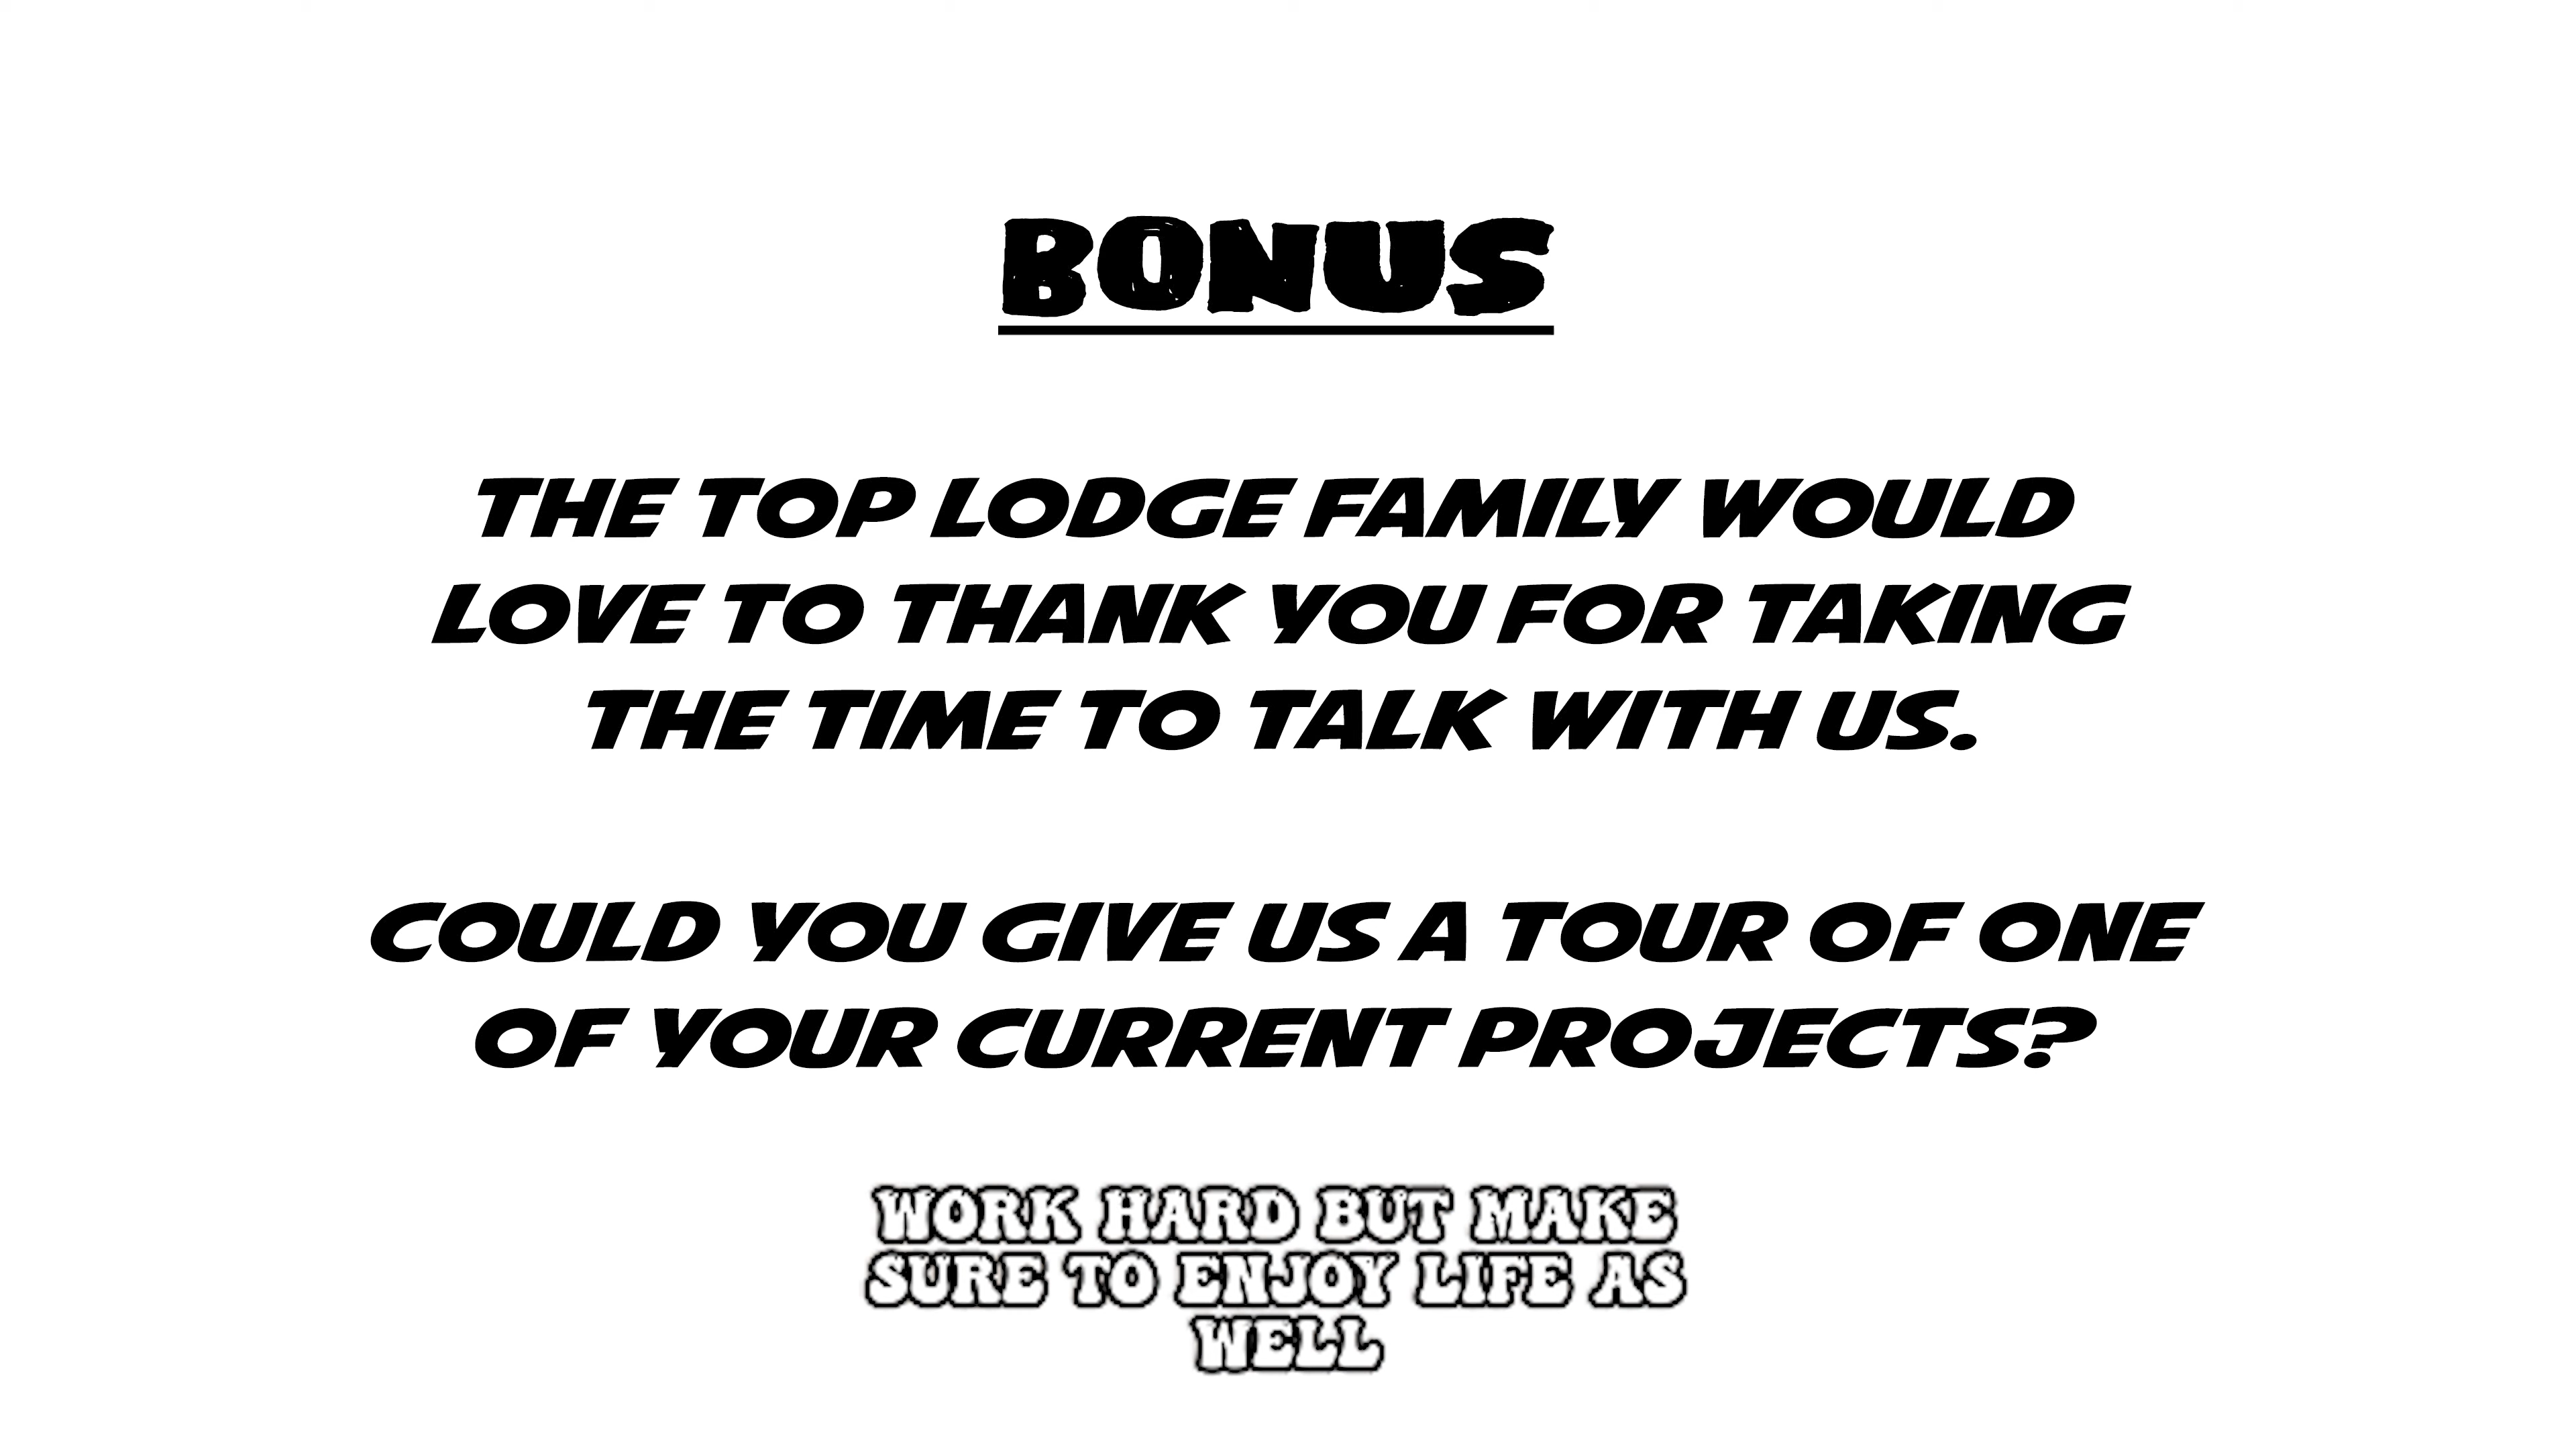 BONUS
THE TOP LODGE FAMILY WOULD
LOVE TO THANK YOU FOR TAKING
THE TIME TO TALK WITH US.
COULD YOU GIVE US A TOUR OF ONE
OF YOUR CURRENT PROJECTS?
WORK HARD BUT MAKE
SURE TO ENJOY LIFE AS
WELL